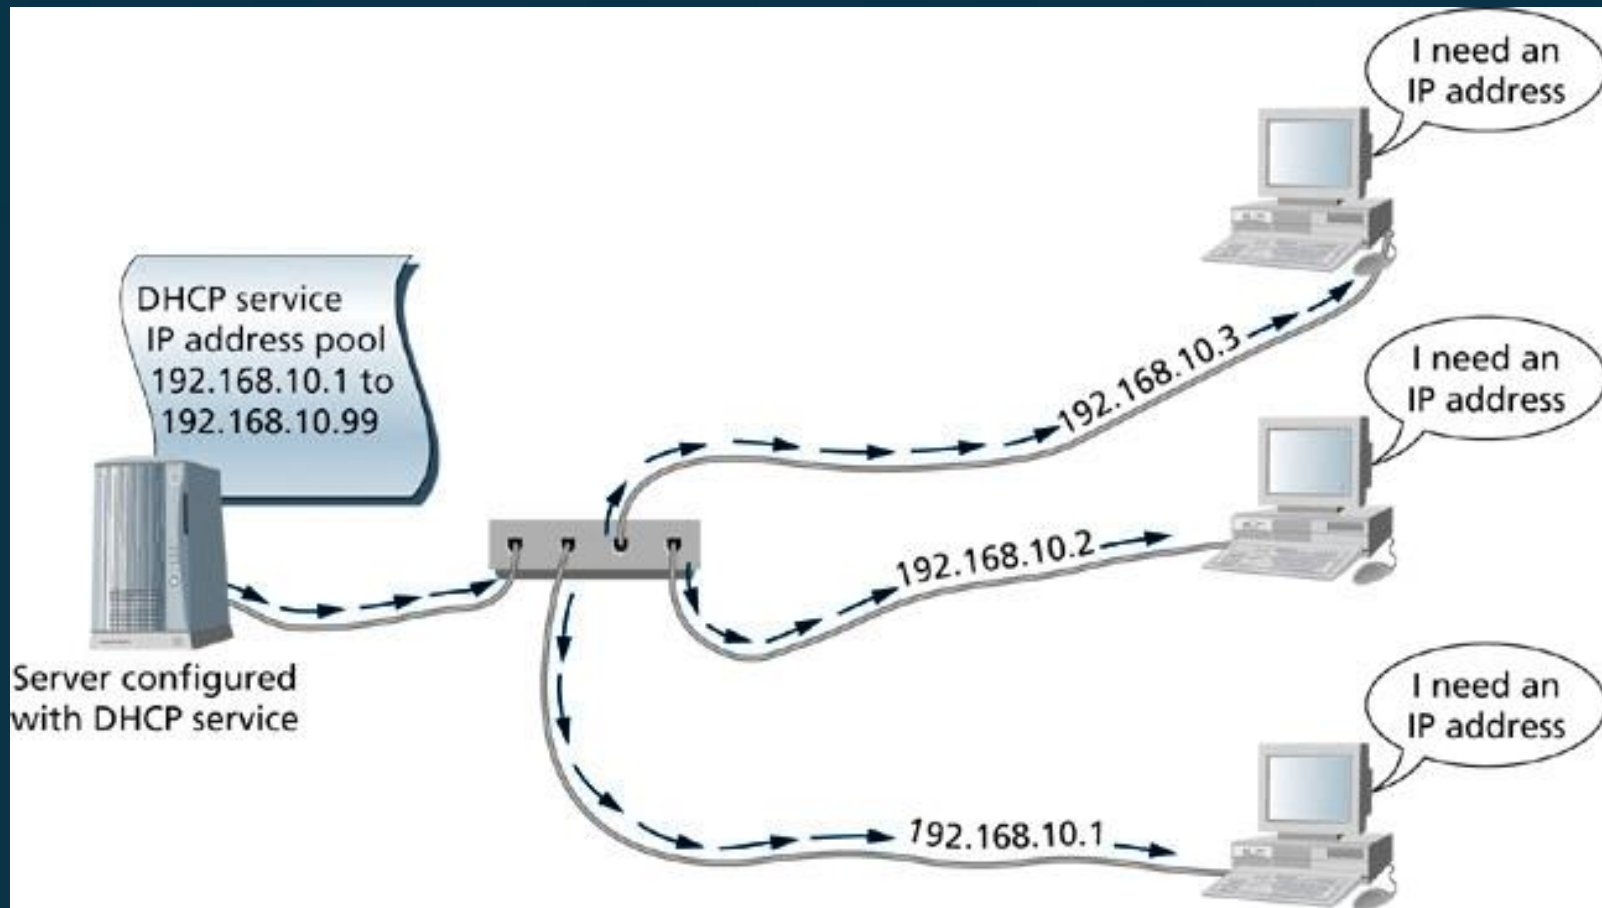 I need an
IP address
DHCP service
IP address pool
192.168.10.1 to
192.168.10.99
192.168.10.3
I need an
IP address
192.168.10.2
Server configured
with DHCP service
I need an
IP address
192.168.10.1